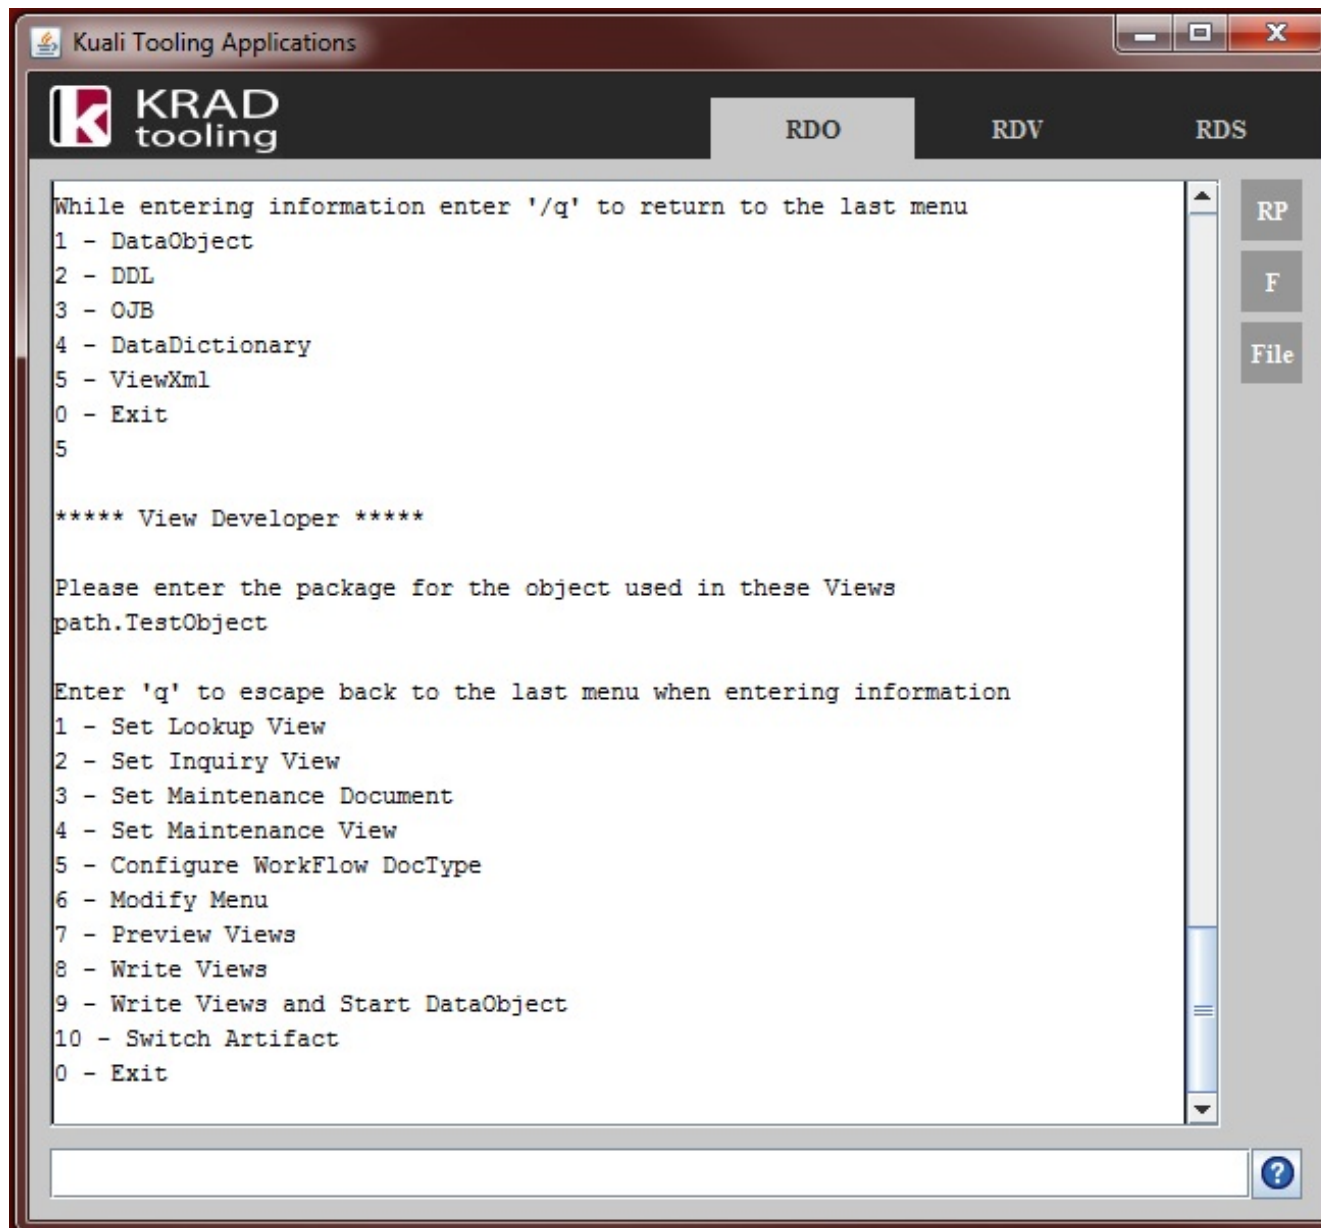 Kuali Tooling Applications
KRAD
tooling
RDO
RDV
RDS
While entering information enter '/q' to return to the last menu
1 - DataObject
2 - DDL
3 - OJB
4 - DataDictionary
5 - ViewXml
0 - Exit
5
***** View Developer *****
Please enter the package for the object used in these Views
path.TestObject
Enter 'q' to escape back to the last menu when entering information
1 - Set Lookup View
2 - Set Inquiry View
3 - Set Maintenance Document
4 - Set Maintenance View
5 - Configure WorkFlow DocType
6 - Modify Menu
7 - Preview Views
8 - Write Views
9 - Write Views and Start DataObject
10 - Switch Artifact
0 - Exit
RP
F
File
?